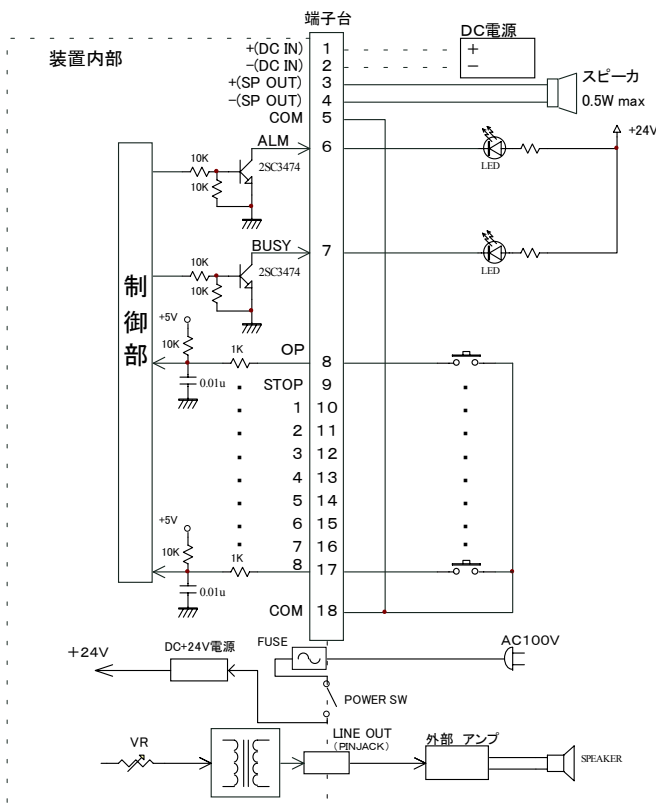 端子台
装置内部
+(DC IN) 1
DC電源
+
−(DC IN) 2
−
+(SP OUT) 3
スピーカ
−(SP OUT) 4
0.5W max
COM 5
+24V
ALM 6
10K
2SC3474
10K
LED
BUSY 7
10K
2SC3474
10K
LED
制御部
+5V
10K
1K
OP 8
0.01u
STOP 9
1 10
2 11
3 12
4 13
5 14
6 15
7 16
8 17
+5V
10K
1K
0.01u
COM 18
FUSE
AC100V
+24V
DC+24V電源
POWER SW
VR
LINE OUT
(PINJACK)
外部 アンプ
SPEAKER